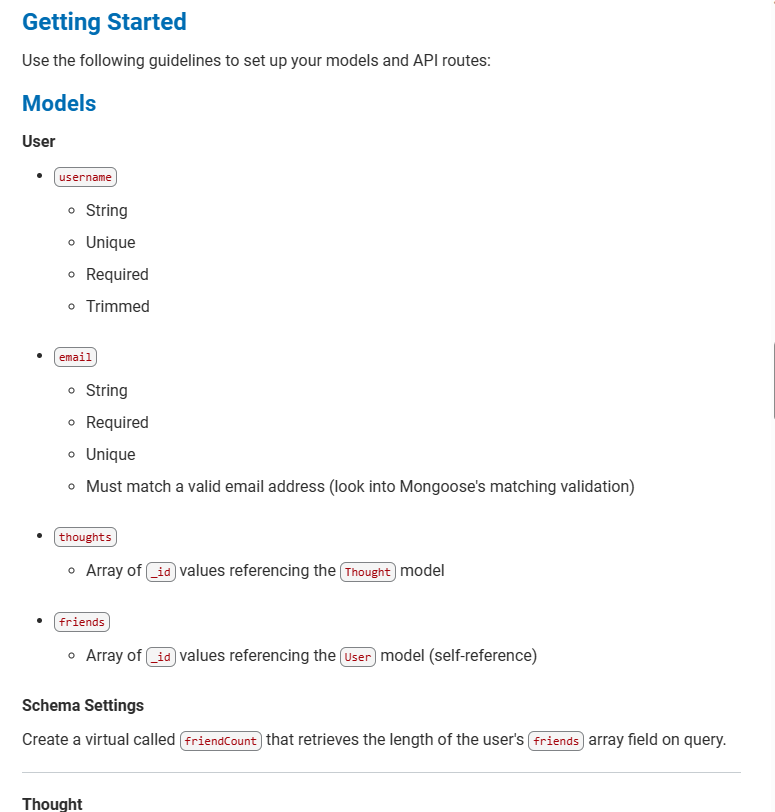 Getting Started
Use the following guidelines to set up your models and API routes:
Models
User
username
String
Unique
Required
Trimmed
email
String
Required
Unique
Must match a valid email address (look into Mongoose's matching validation)
thoughts
Array of _id values referencing the Thought model
friends
Array of _id values referencing the User model (self-reference)
Schema Settings
Create a virtual called friendCount that retrieves the length of the user's friends array field on query.
Thought